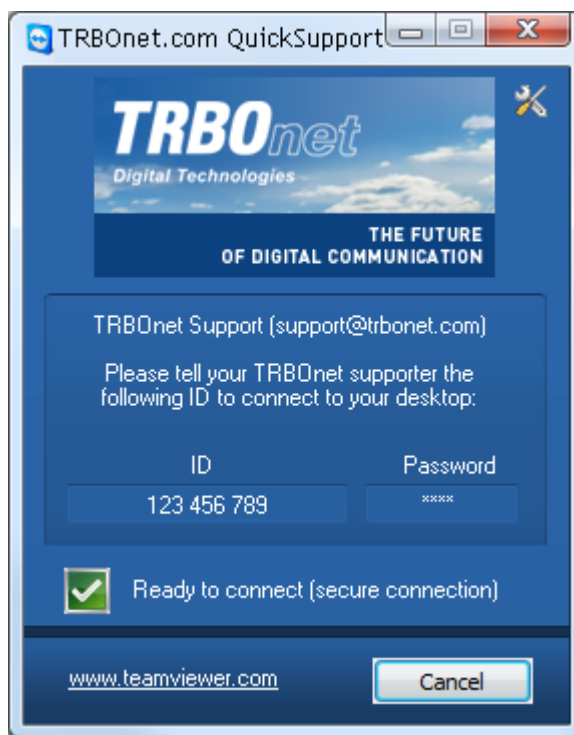 TRBOnet.com QuickSupport
TRBOnet
Digital Technologies
THE FUTURE
OF DIGITAL COMMUNICATION
TRBOnet Support (support@trbonet.com)
Please tell your TRBOnet supporter the
following ID to connect to your desktop:
ID Password
123 456 789 ****
Ready to connect (secure connection)
www.teamviewer.com Cancel